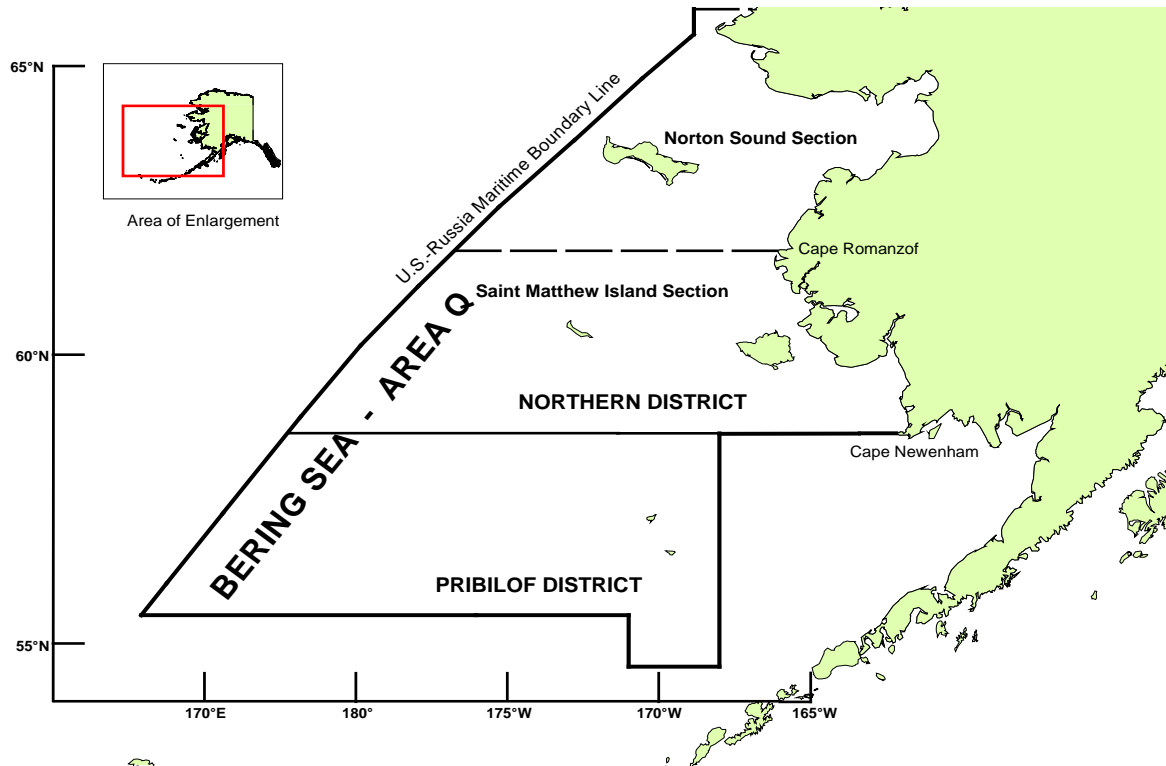 65°N
U.S.-Russia Maritime Boundary Line
Norton Sound Section
Area of Enlargement
Cape Romanzof
Saint Matthew Island Section
60°N
BERING SEA - AREA Q
NORTHERN DISTRICT
Cape Newenham
PRIBILOF DISTRICT
55°N
170°E
180°
175°W
170°W
165°W